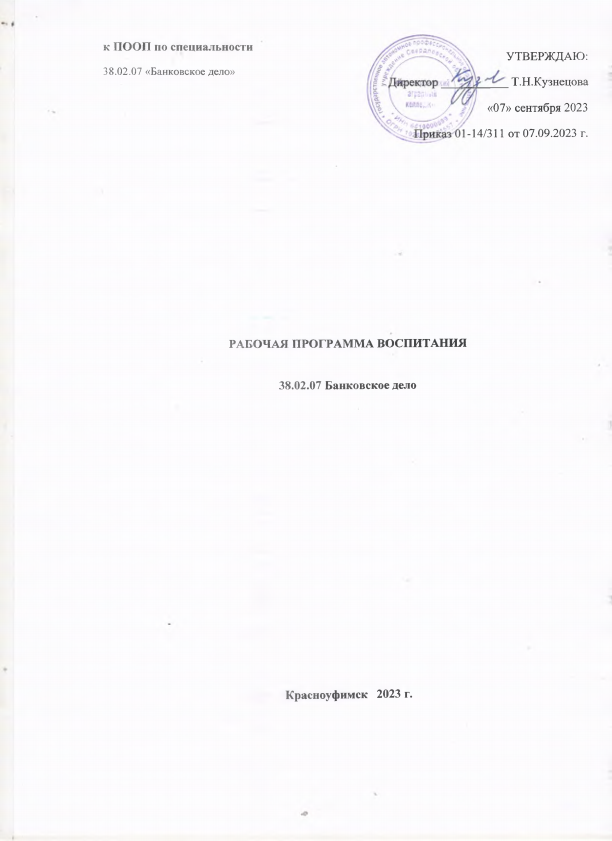 к ПООП по специальности
38.02.07 «Банковское дело»
УТВЕРЖДАЮ:
Директор ____________ Т.Н.Кузнецова
«07» сентября 2023
Приказ 01-14/311 от 07.09.2023 г.
РАБОЧАЯ ПРОГРАММА ВОСПИТАНИЯ
38.02.07 Банковское дело
Красноуфимск 2023 г.